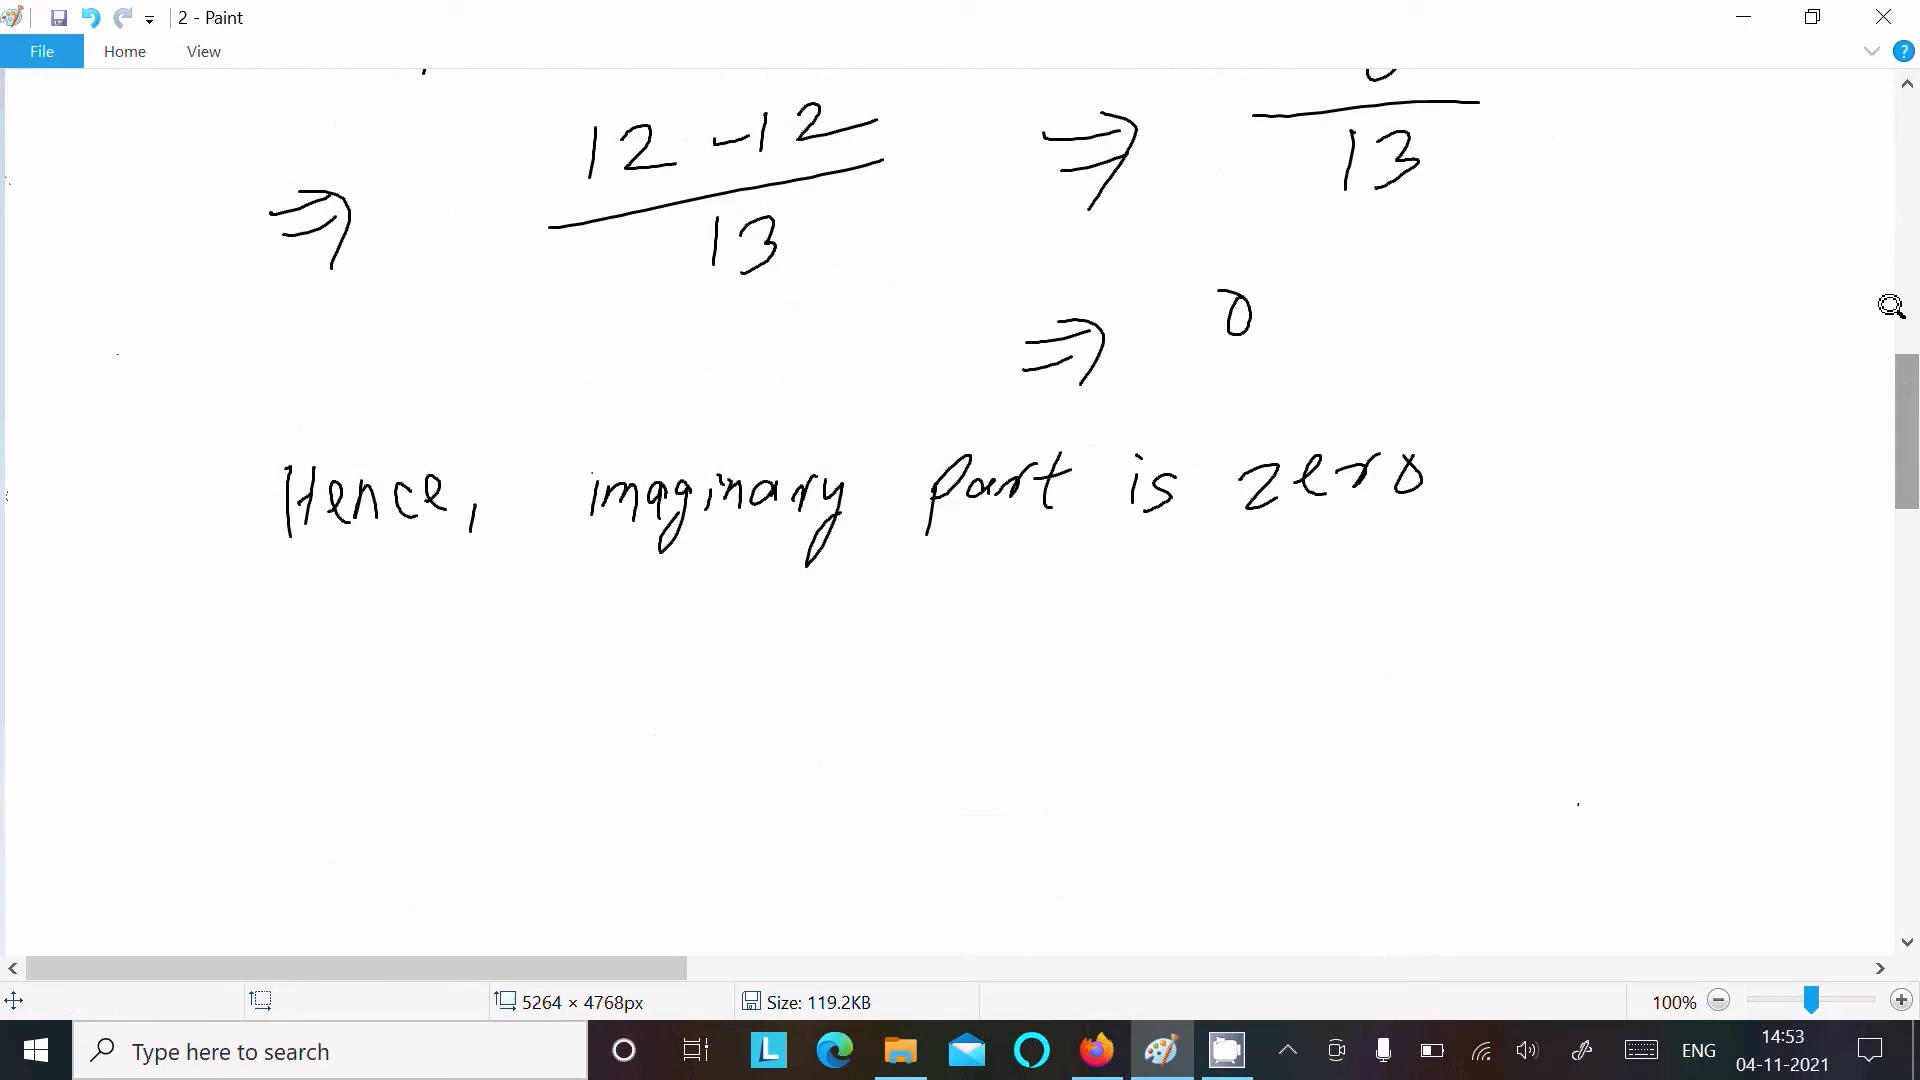 2 - Paint
File Home View
⇒ 12 - 12 / 13 ⇒ / 13
⇒ 0
Hence, imaginary part is zero
5264 × 4768px Size: 119.2KB 100%
Type here to search
L
ENG 14:53
04-11-2021